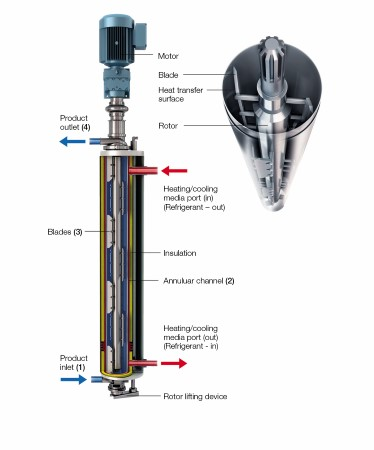 Motor
Blade
Heat transfer
surface
Rotor
Product
outlet (4)
Heating/cooling
media port (in)
(Refrigerant – out)
Blades (3)
Insulation
Annuluar channel (2)
Heating/cooling
media port (out)
(Refrigerant - in)
Product
inlet (1)
Rotor lifting device